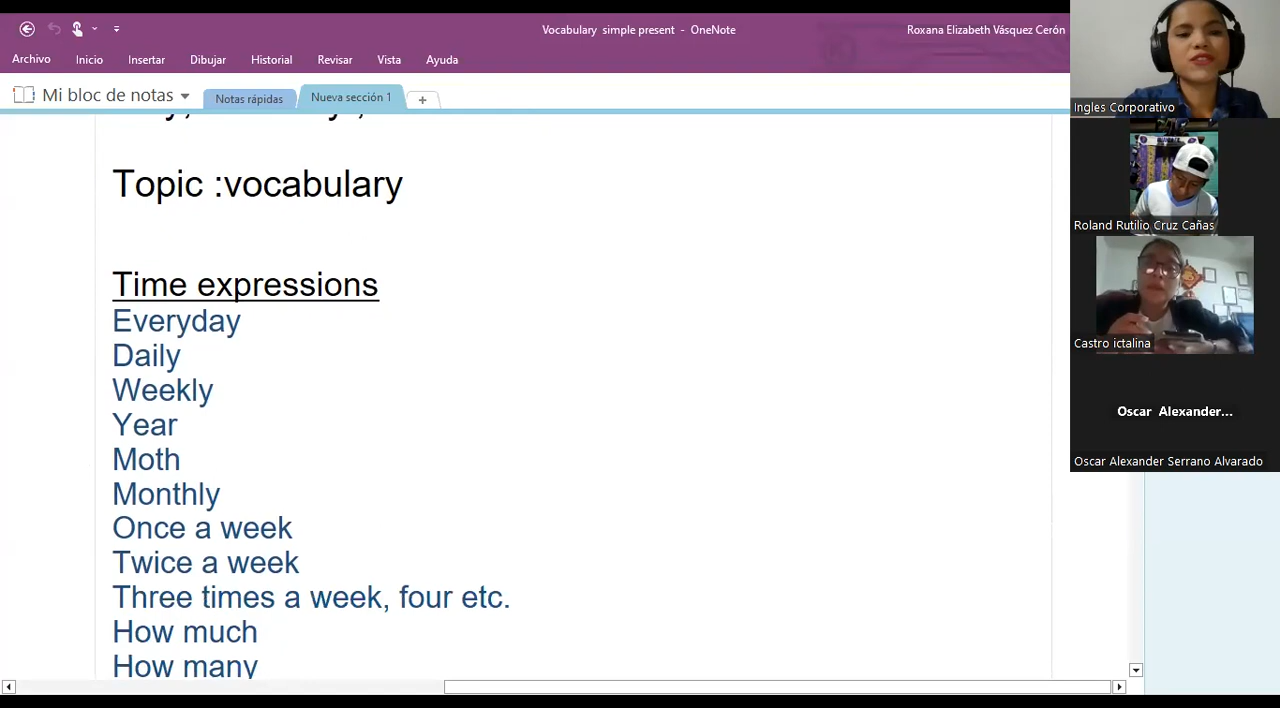 Vocabulary simple present - OneNote
Roxana Elizabeth Vásquez Cerón
Archivo Inicio Insertar Dibujar Historial Revisar Vista Ayuda
Mi bloc de notas Notas rápidas Nueva sección 1 +
Topic :vocabulary
Time expressions
Everyday
Daily
Weekly
Year
Moth
Monthly
Once a week
Twice a week
Three times a week, four etc.
How much
How many
Ingles Corporativo
Roland Rutilio Cruz Cañas
Castro ictalina
Oscar Alexander...
Oscar Alexander Serrano Alvarado